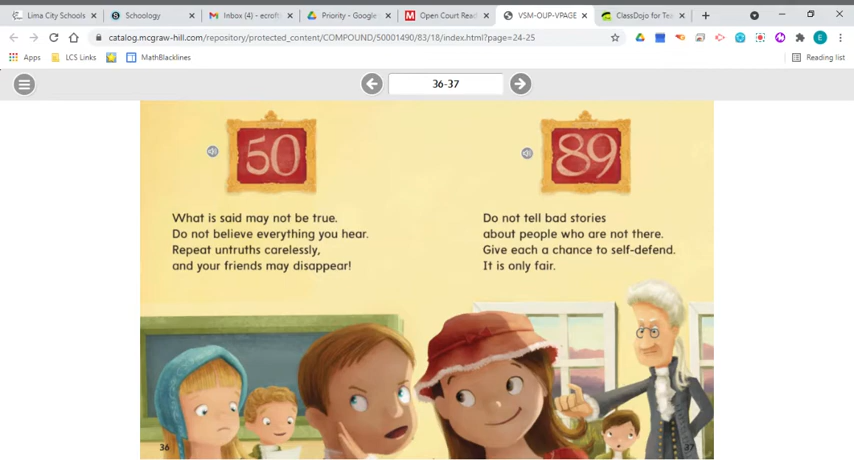 Lima City Schools
Schoology
Inbox (4) - ecroft
Priority - Google
Open Court Read
VSM-OUP-VPAGE
ClassDojo for Tea
catalog.mcgraw-hill.com/repository/protected_content/COMPOUND/50001490/83/18/index.html?page=24-25
E
Apps
LCS Links
MathBlacklines
Reading list
36-37
50
What is said may not be true.
Do not believe everything you hear.
Repeat untruths carelessly,
and your friends may disappear!
89
Do not tell bad stories
about people who are not there.
Give each a chance to self-defend.
It is only fair.
36
37